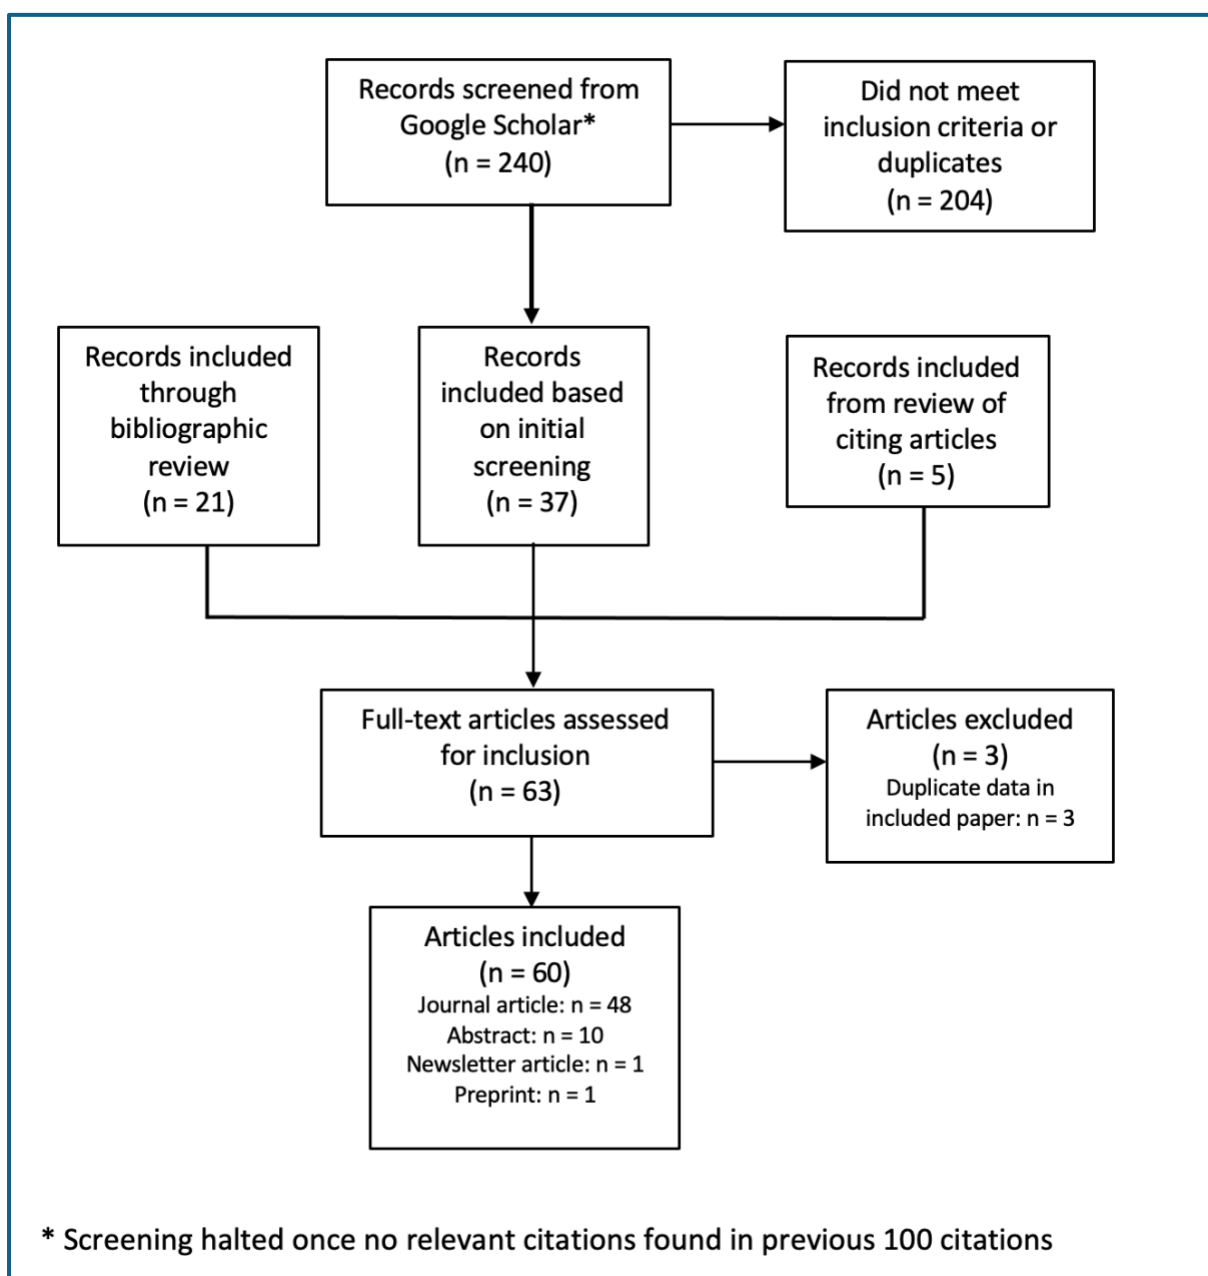 Records screened from
Google Scholar*
(n = 240)
Did not meet
inclusion criteria or
duplicates
(n = 204)
Records included
through
bibliographic
review
(n = 21)
Records
included based
on initial
screening
(n = 37)
Records included
from review of
citing articles
(n = 5)
Full-text articles assessed
for inclusion
(n = 63)
Articles excluded
(n = 3)
Duplicate data in
included paper: n = 3
Articles included
(n = 60)
Journal article: n = 48
Abstract: n = 10
Newsletter article: n = 1
Preprint: n = 1
* Screening halted once no relevant citations found in previous 100 citations